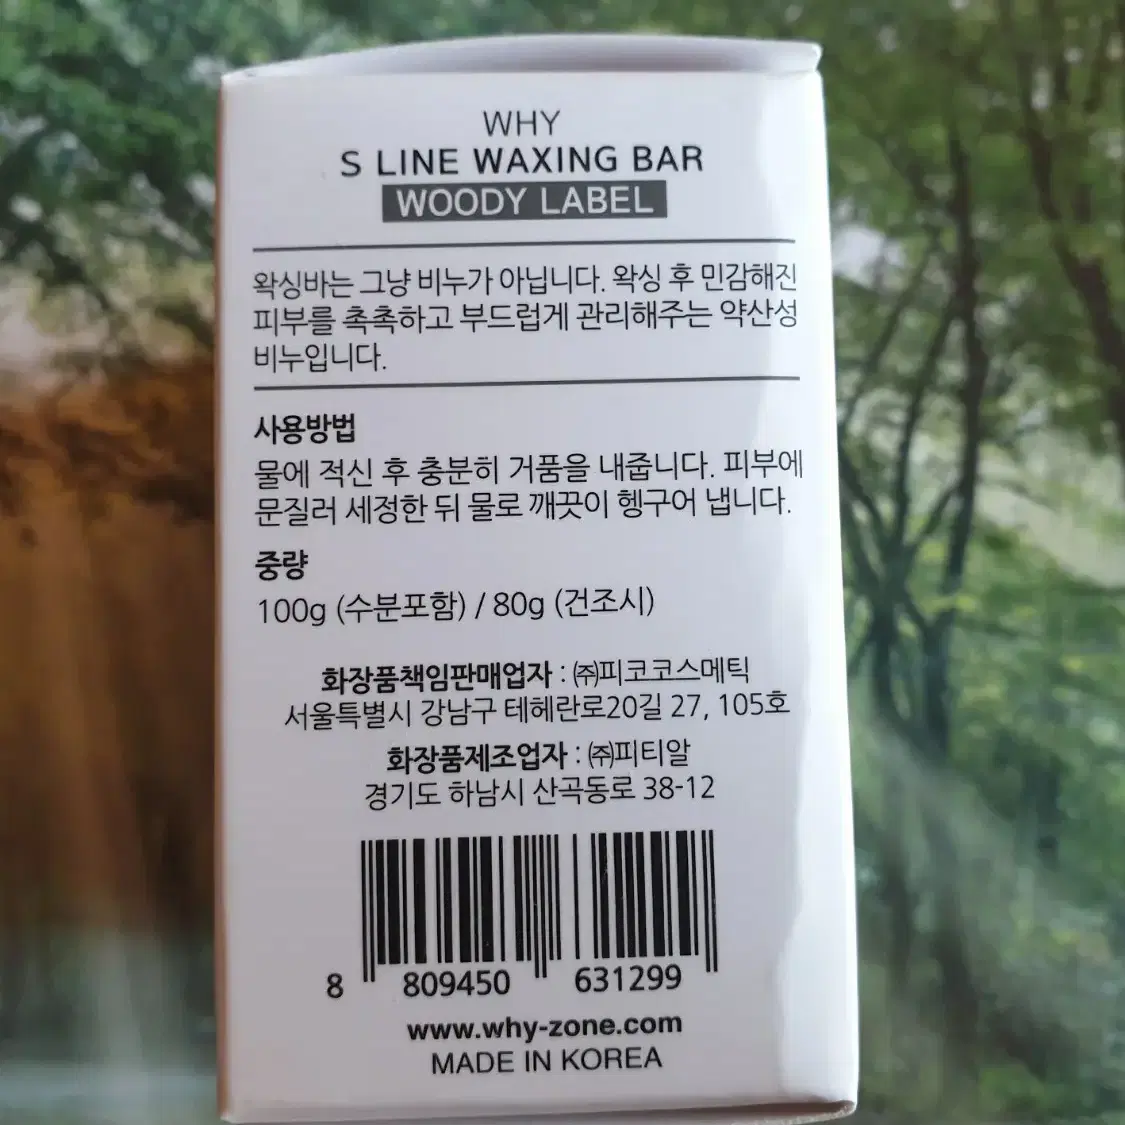 WHY
S LINE WAXING BAR
WOODY LABEL
왁싱바는 그냥 비누가 아닙니다. 왁싱 후 민감해진
피부를 촉촉하고 부드럽게 관리해주는 약산성
비누입니다.
사용방법
물에 적신 후 충분히 거품을 내줍니다. 피부에
문질러 세정한 뒤 물로 깨끗이 헹구어 냅니다.
중량
100g (수분포함) / 80g (건조시)
화장품책임판매업자 : ㈜피코코스메틱
서울특별시 강남구 테헤란로20길 27, 105호
화장품제조업자 : ㈜피티알
경기도 하남시 산곡동로 38-12
8 809450 631299
www.why-zone.com
MADE IN KOREA